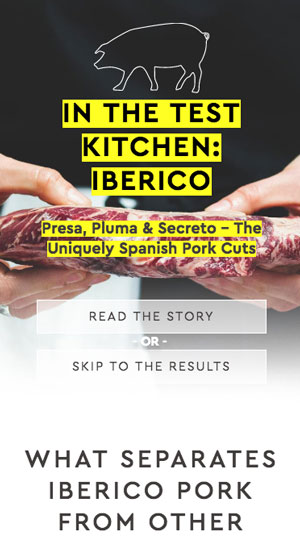 IN THE TEST
KITCHEN:
IBERICO
Presa, Pluma & Secreto – The
Uniquely Spanish Pork Cuts
READ THE STORY
- OR -
SKIP TO THE RESULTS
WHAT SEPARATES
IBERICO PORK
FROM OTHER